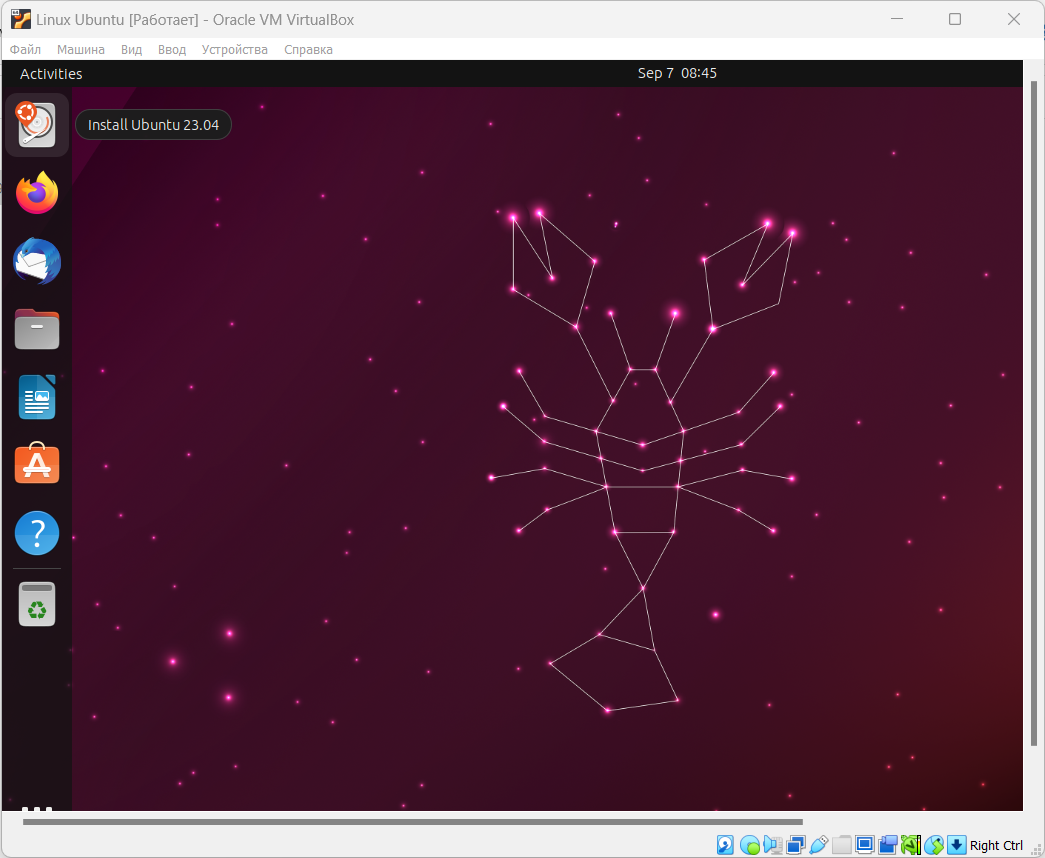 Linux Ubuntu [Работает] - Oracle VM VirtualBox
Файл Машина Вид Ввод Устройства Справка
Activities Sep 7 08:45
Install Ubuntu 23.04
Right Ctrl